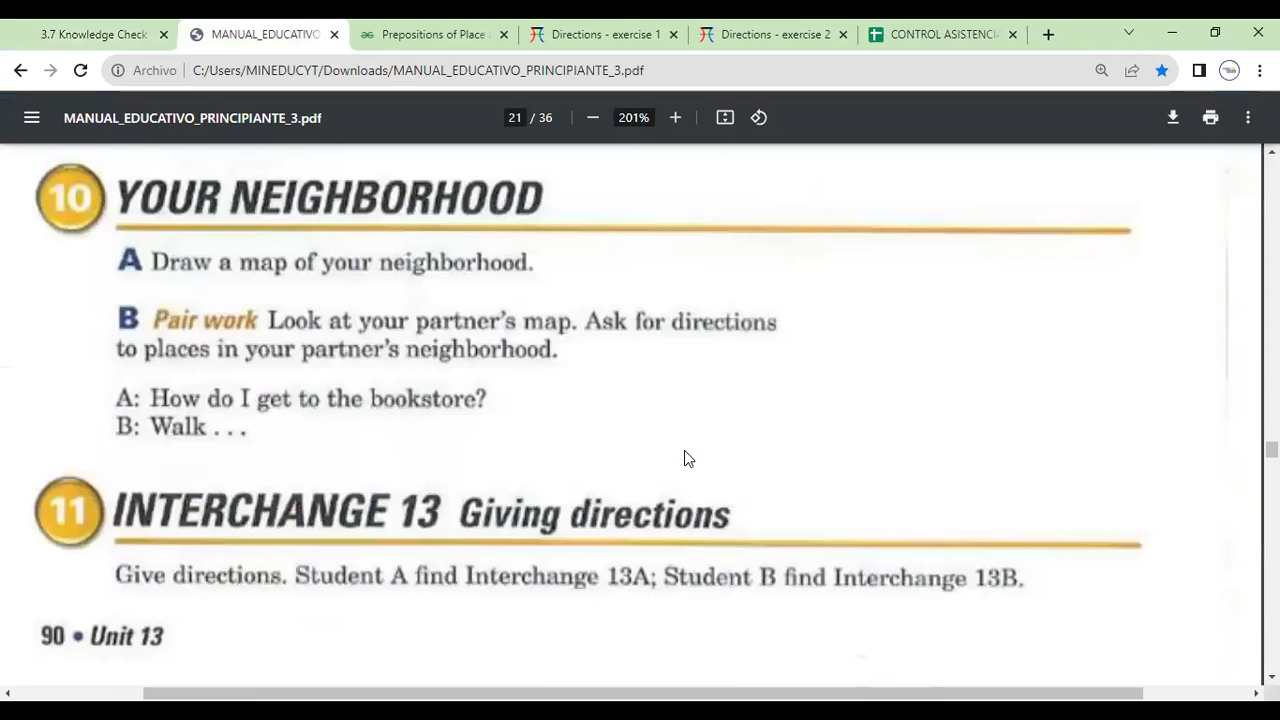 3.7 Knowledge Check
MANUAL_EDUCATIVO
Prepositions of Place
Directions - exercise 1
Directions - exercise 2
CONTROL ASISTENCI
Archivo
C:/Users/MINEDUCYT/Downloads/MANUAL_EDUCATIVO_PRINCIPIANTE_3.pdf
MANUAL_EDUCATIVO_PRINCIPIANTE_3.pdf
21 / 36
201%
10 YOUR NEIGHBORHOOD
A Draw a map of your neighborhood.
B Pair work Look at your partner's map. Ask for directions
to places in your partner's neighborhood.
A: How do I get to the bookstore?
B: Walk . . .
11 INTERCHANGE 13 Giving directions
Give directions. Student A find Interchange 13A; Student B find Interchange 13B.
90 • Unit 13